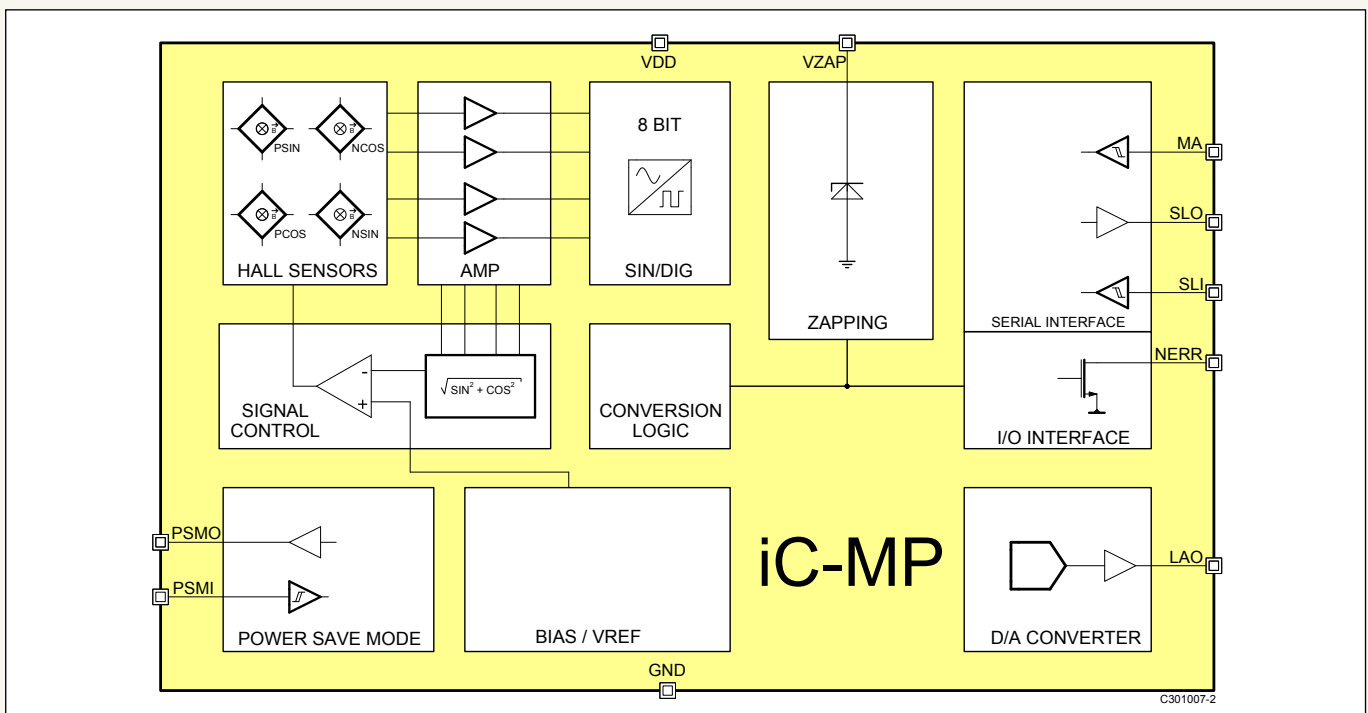 VDD
VZAP
PSIN
NCOS
PCOS
NSIN
B
B
B
B
HALL SENSORS
AMP
8 BIT
SIN/DIG
ZAPPING
MA
SLO
SLI
SERIAL INTERFACE
NERR
I/O INTERFACE
-
+
√SIN² + COS²
SIGNAL
CONTROL
CONVERSION
LOGIC
PSMO
PSMI
POWER SAVE MODE
BIAS / VREF
iC-MP
LAO
D/A CONVERTER
GND
C301007-2